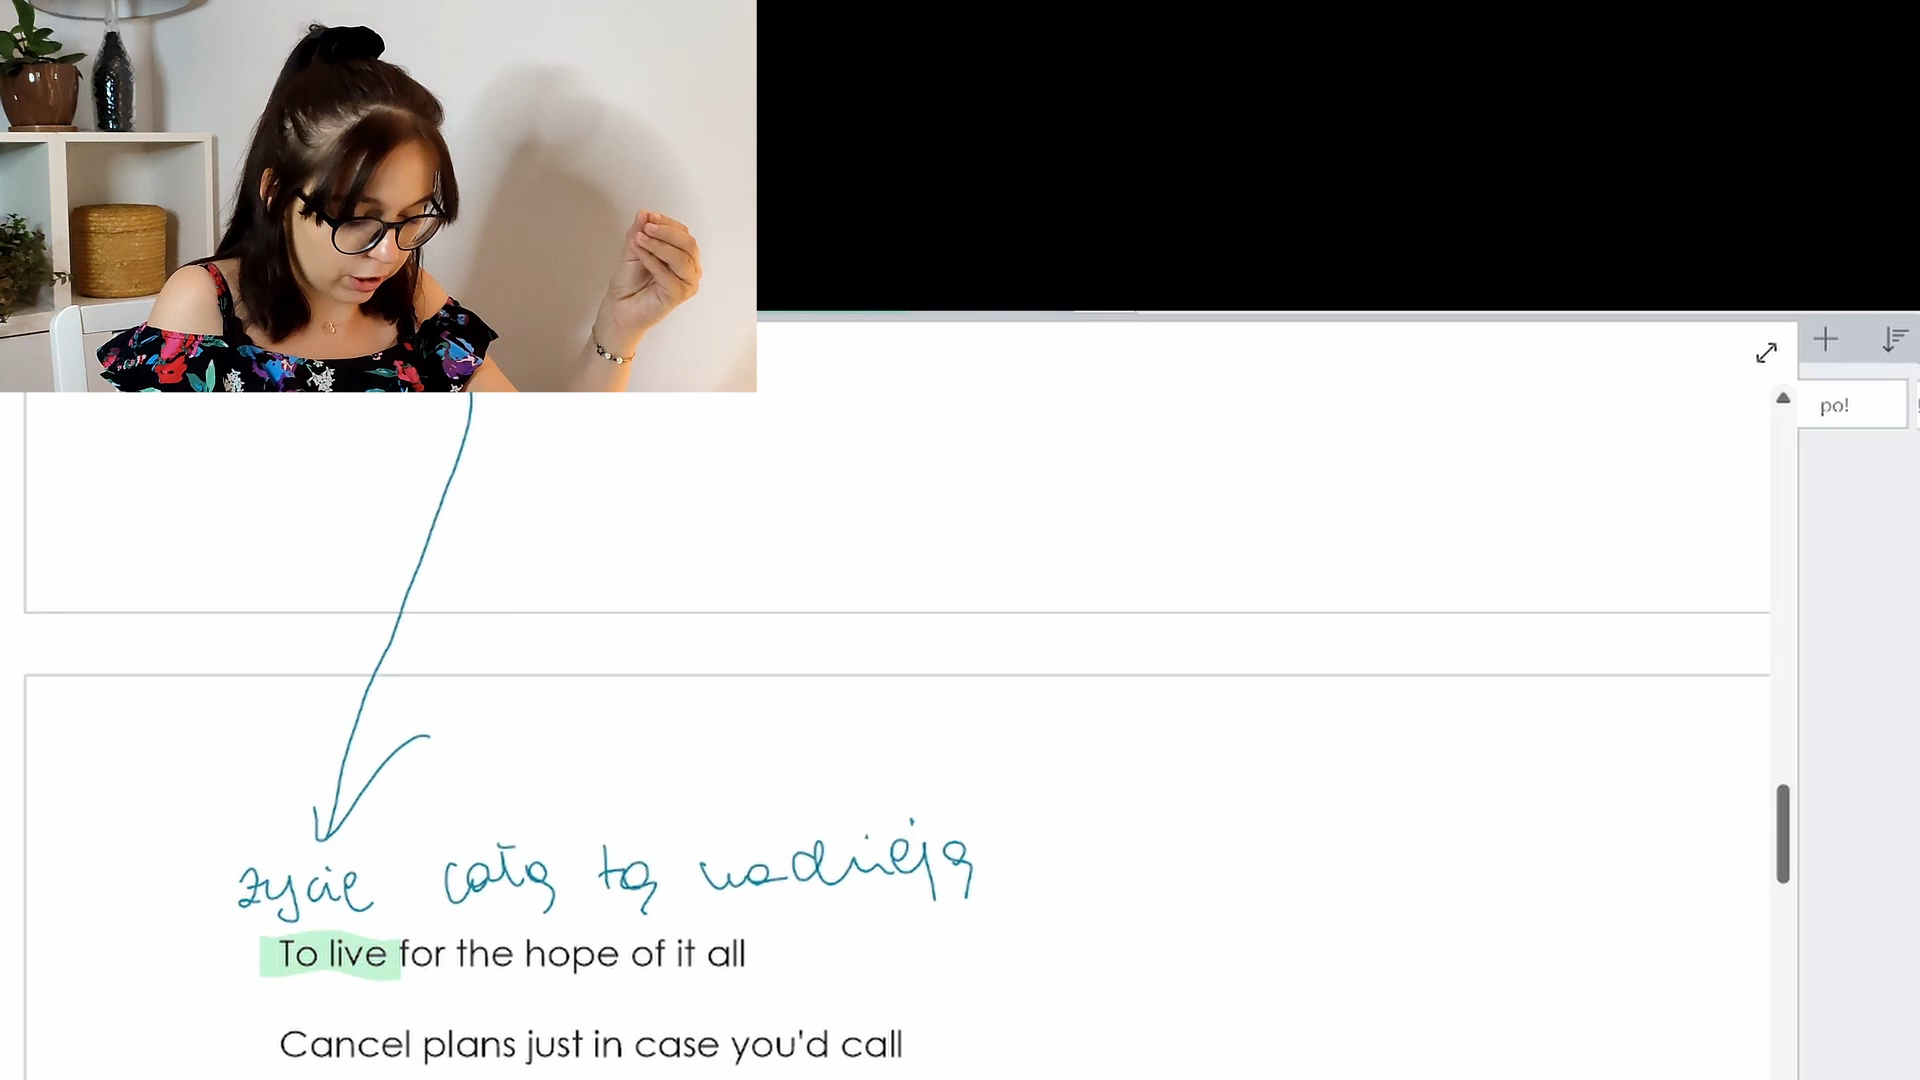 po!
życie całą tą nadzieją
To live for the hope of it all
Cancel plans just in case you'd call